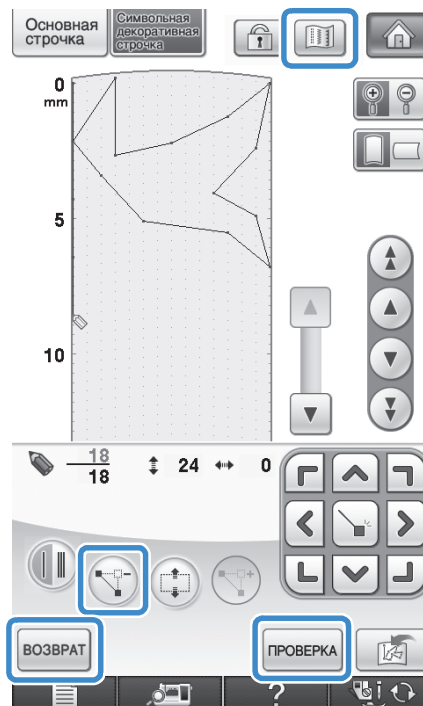 Основная
строчка
Символьная
декоративная
строчка
0
mm
5
10
18
18
24
0
ВОЗВРАТ
ПРОВЕРКА
?